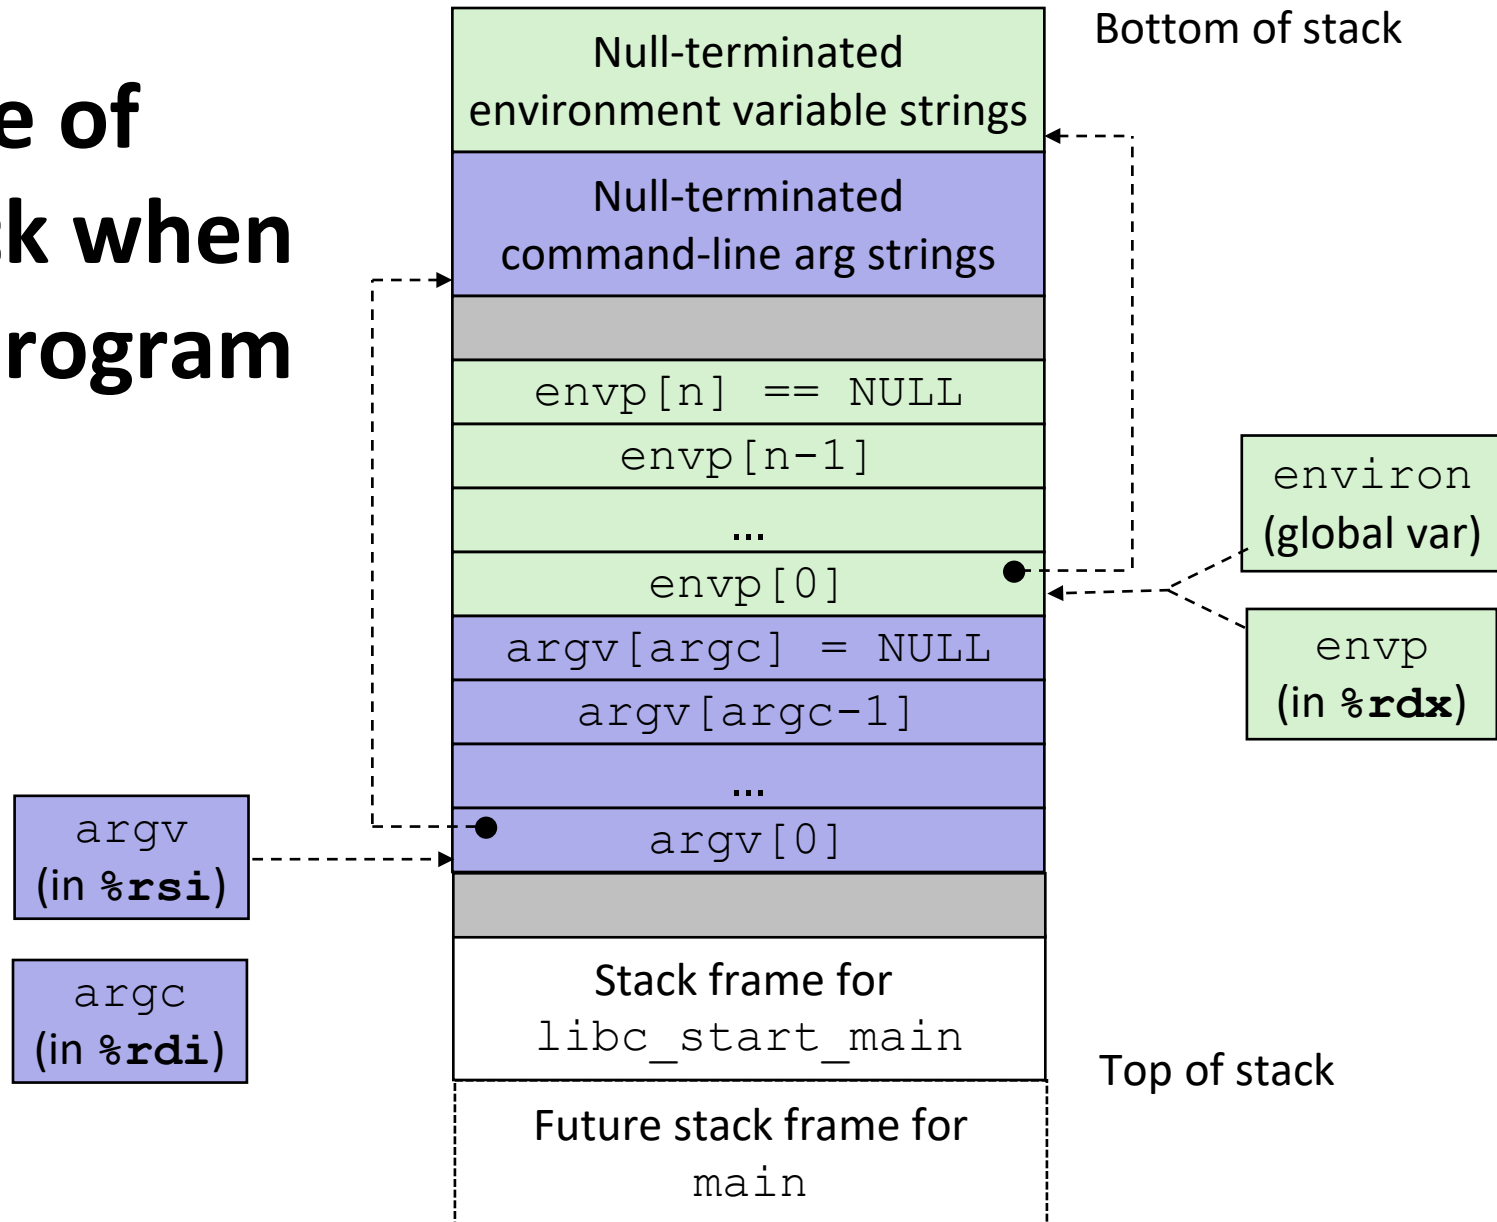 e of
k when
rogram
Bottom of stack
Null-terminated
environment variable strings
Null-terminated
command-line arg strings
envp[n] == NULL
envp[n-1]
...
envp[0]
argv[argc] = NULL
argv[argc-1]
...
argv[0]
environ
(global var)
envp
(in %rdx)
argv
(in %rsi)
argc
(in %rdi)
Stack frame for
libc_start_main
Top of stack
Future stack frame for
main